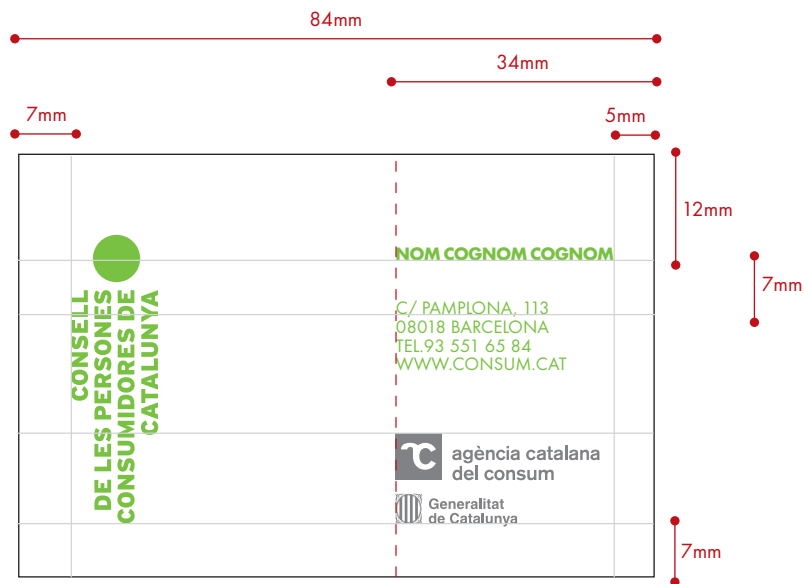 84mm
34mm
7mm
5mm
12mm
7mm
NOM COGNOM COGNOM
C/ PAMPLONA, 113
08018 BARCELONA
TEL.93 551 65 84
WWW.CONSUM.CAT
CONSELL
DE LES PERSONES
CONSUMIDORES DE
CATALUNYA
agència catalana
del consum
Generalitat
de Catalunya
7mm